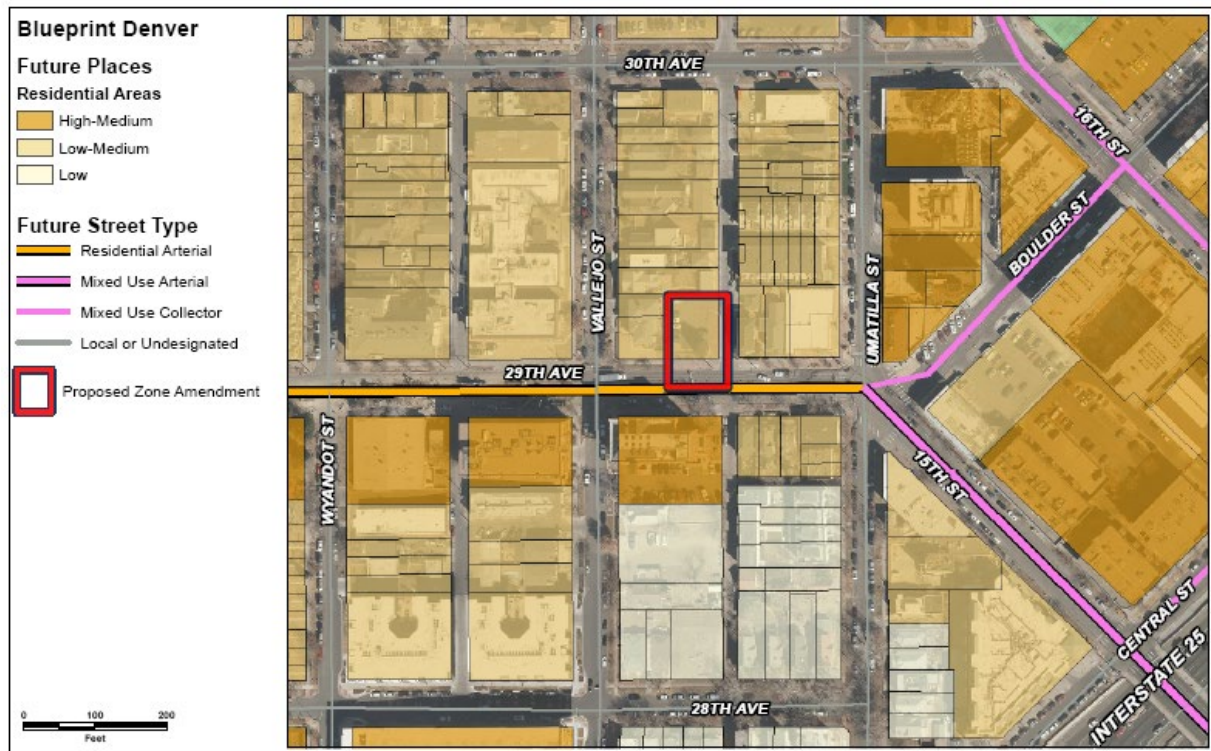 Blueprint Denver
Future Places
Residential Areas
High-Medium
Low-Medium
Low
Future Street Type
Residential Arterial
Mixed Use Arterial
Mixed Use Collector
Local or Undesignated
Proposed Zone Amendment
0 100 200
Feet
30TH AVE
16TH ST
BOULDER ST
VALLEJO ST
UMATILLA ST
29TH AVE
WYANDOT ST
15TH ST
CENTRAL ST
INTERSTATE 25
28TH AVE